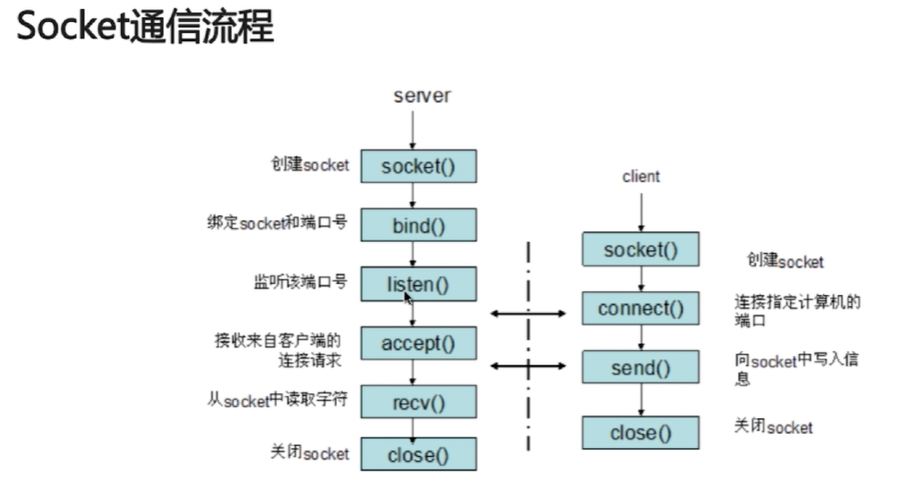 Socket通信流程
server
创建socket
socket()
绑定socket和端口号
bind()
监听该端口号
listen()
接收来自客户端的
连接请求
accept()
从socket中读取字符
recv()
关闭socket
close()
client
socket()
创建socket
connect()
连接指定计算机的
端口
send()
向socket中写入信
息
close()
关闭socket